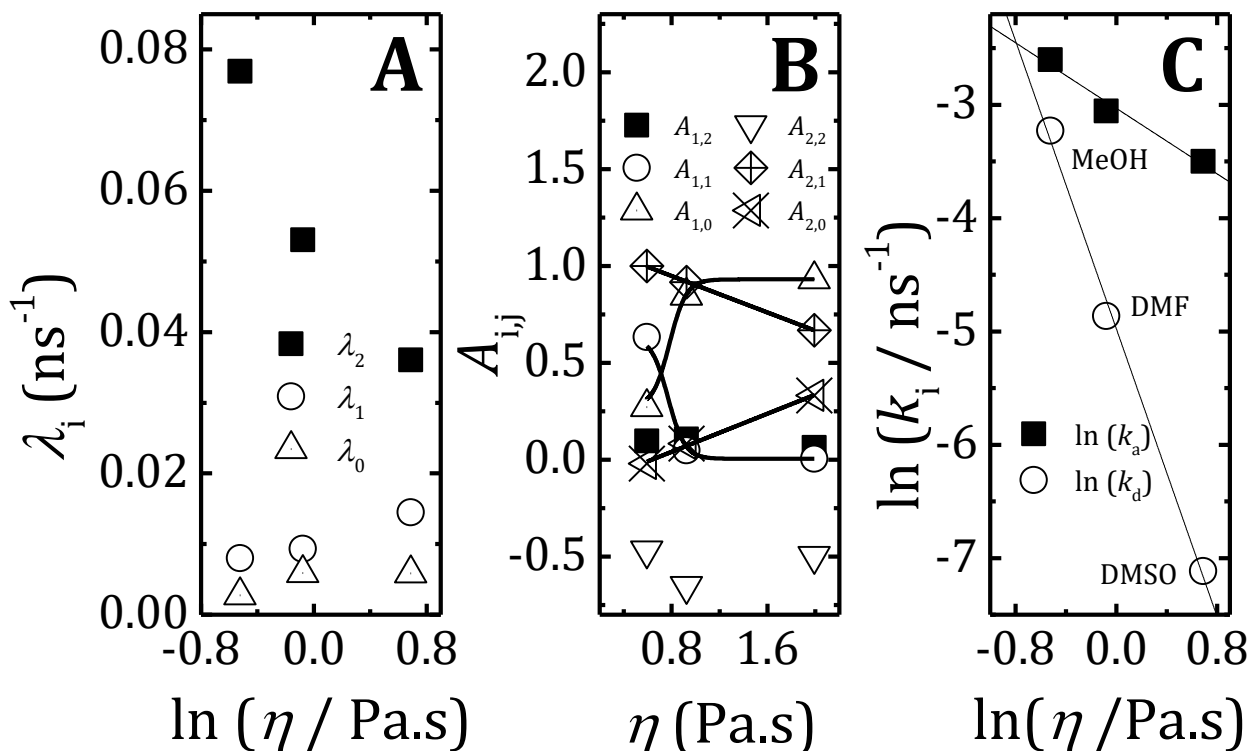 A
0.08
0.06
0.04
0.02
0.00
-0.8
0.0
0.8
λi (ns-1)
λ2
λ1
λ0
ln (η / Pa.s)
B
2.0
1.5
1.0
0.5
0.0
-0.5
0.8
1.6
Ai,j
A1,2
A2,2
A1,1
A2,1
A1,0
A2,0
η (Pa.s)
C
-3
-4
-5
-6
-7
-0.8
0.0
0.8
ln (ki / ns-1)
MeOH
DMF
DMSO
ln (ka)
ln (kd)
ln(η /Pa.s)